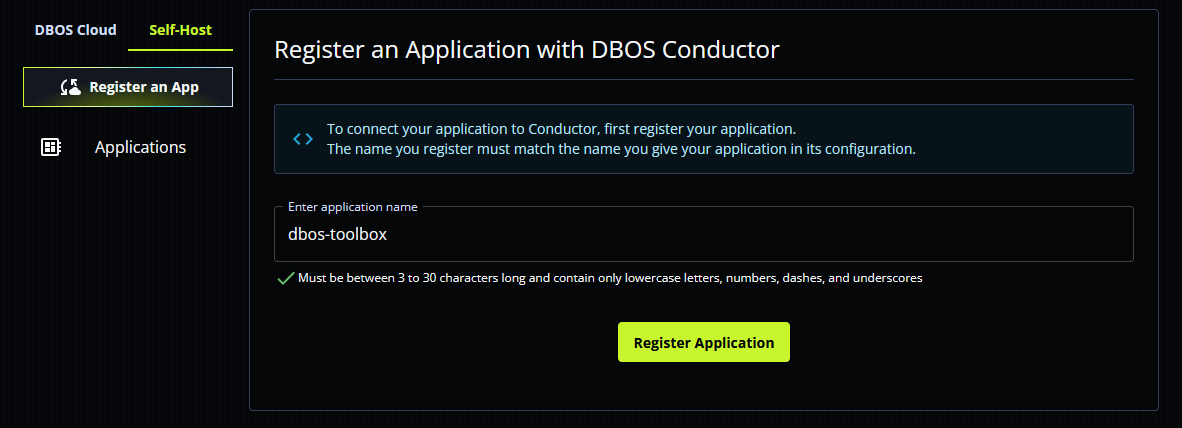 DBOS Cloud
Self-Host
Register an App
Applications
Register an Application with DBOS Conductor
To connect your application to Conductor, first register your application.
The name you register must match the name you give your application in its configuration.
Enter application name
dbos-toolbox
Must be between 3 to 30 characters long and contain only lowercase letters, numbers, dashes, and underscores
Register Application